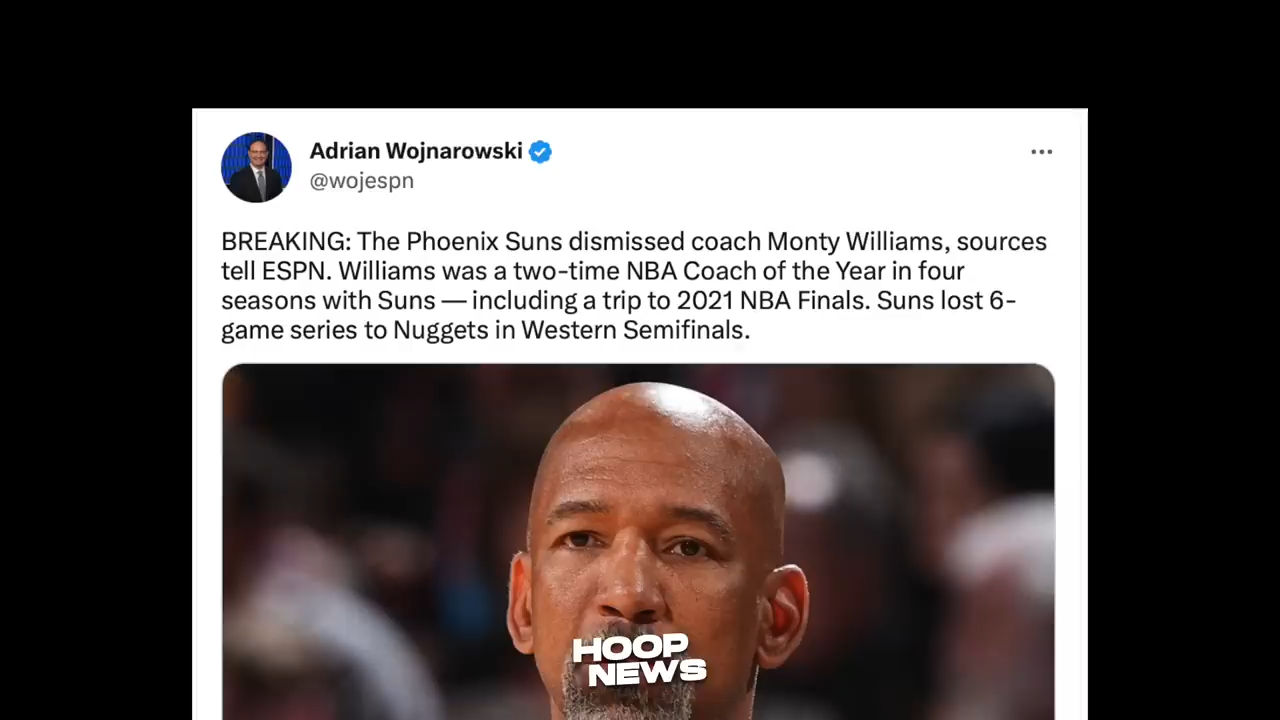 Adrian Wojnarowski
@wojespn
BREAKING: The Phoenix Suns dismissed coach Monty Williams, sources
tell ESPN. Williams was a two-time NBA Coach of the Year in four
seasons with Suns — including a trip to 2021 NBA Finals. Suns lost 6-
game series to Nuggets in Western Semifinals.
HOOP
NEWS